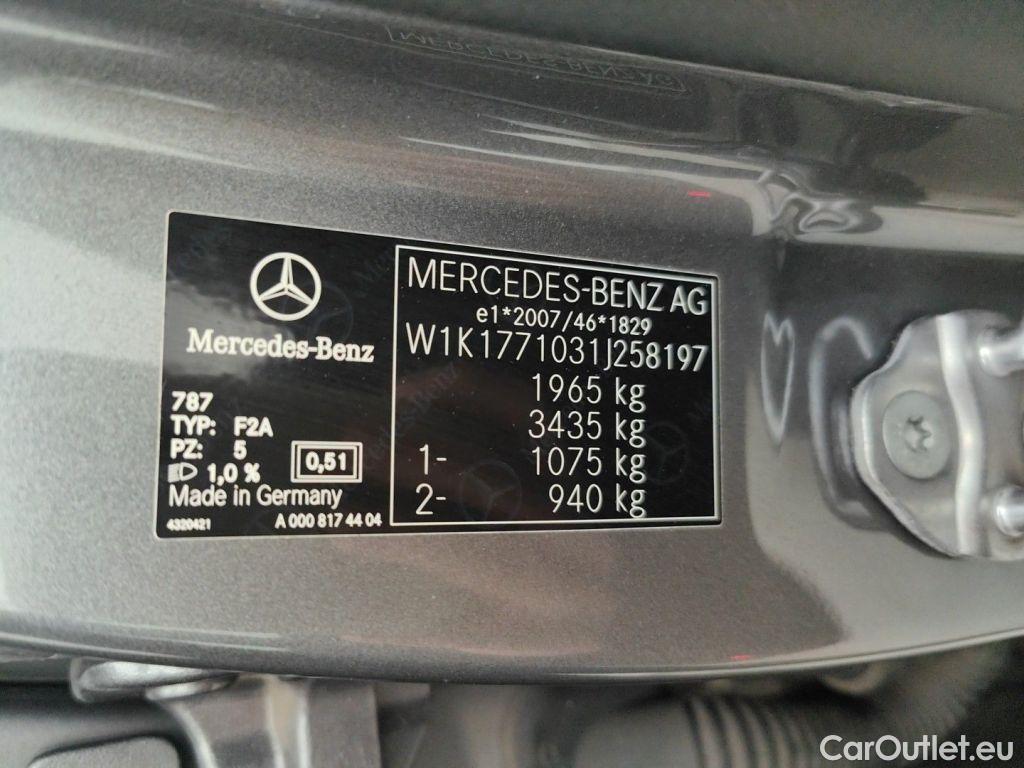 Mercedes-Benz
787
TYP: F2A
PZ: 5
1,0 %
0,51
Made in Germany
4320421 A 000 817 44 04
MERCEDES-BENZ AG
e1*2007/46*1829
W1K1771031J258197
1965 kg
3435 kg
1- 1075 kg
2- 940 kg
CarOutlet.eu